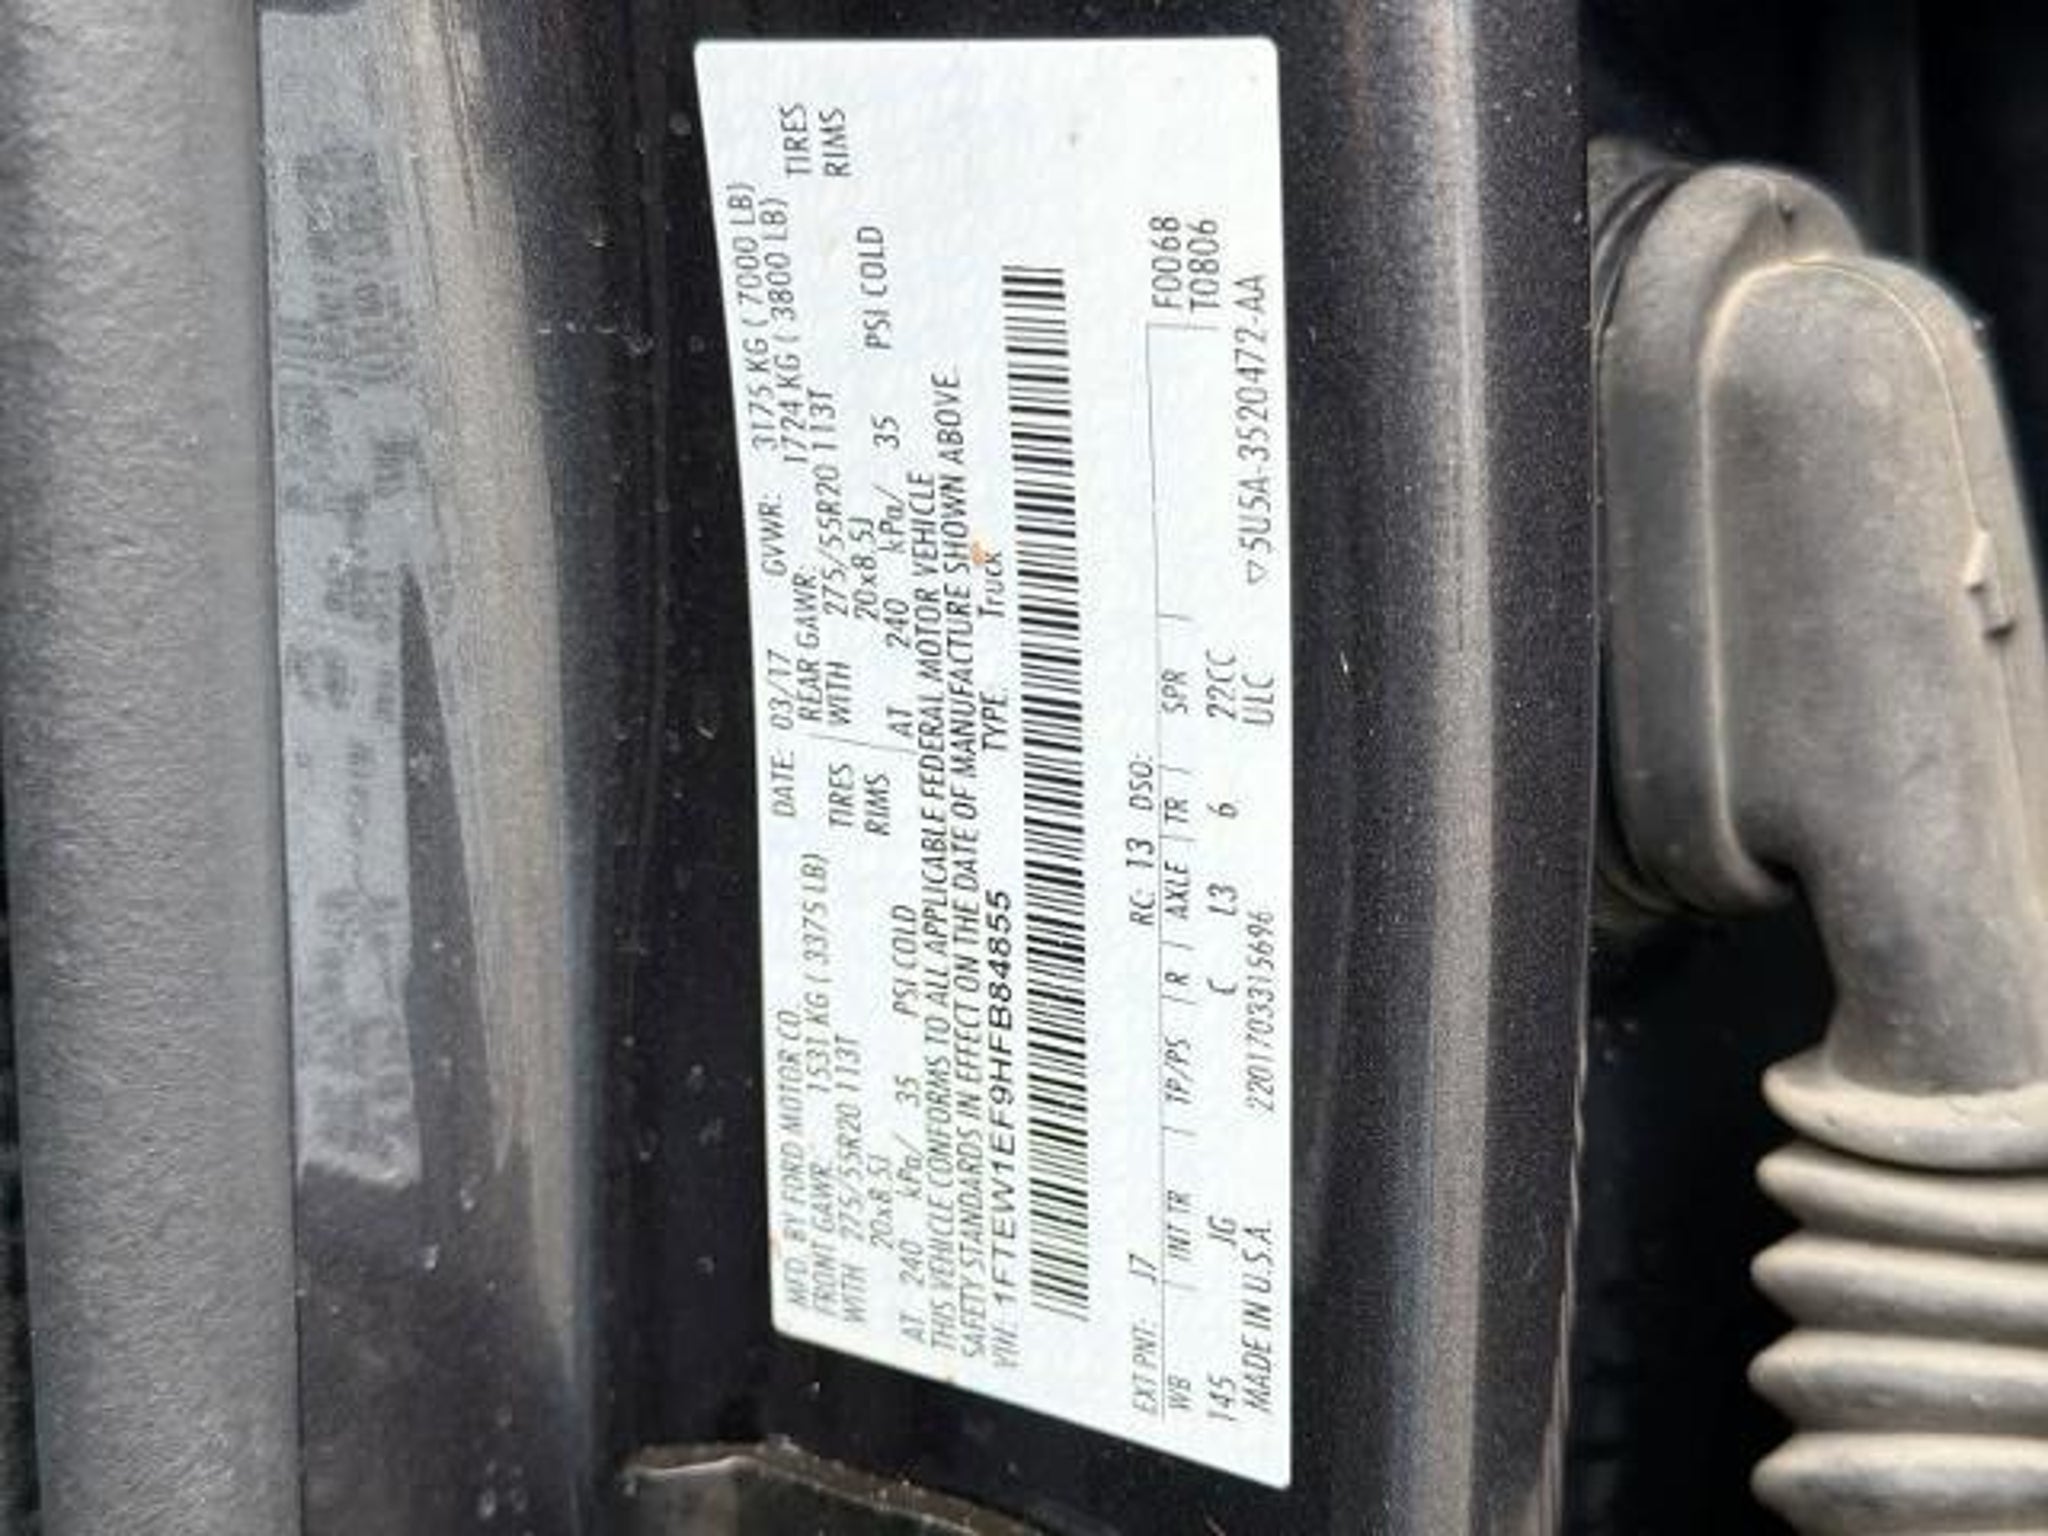 MFD. BY FORD MOTOR CO. DATE: 03/17 GVWR: 3175 KG ( 7000 LB)
FRONT GAWR: 1531 KG ( 3375 LB) REAR GAWR: 1724 KG ( 3800 LB)
WITH 275/55R20 113T TIRES WITH 275/55R20 113T TIRES
20x8.5J RIMS 20x8.5J RIMS
AT 240 kPa/ 35 PSI COLD AT 240 kPa/ 35 PSI COLD
THIS VEHICLE CONFORMS TO ALL APPLICABLE FEDERAL MOTOR VEHICLE
SAFETY STANDARDS IN EFFECT ON THE DATE OF MANUFACTURE SHOWN ABOVE.
VIN: 1FTEW1EF9HFB84855 TYPE: Truck
EXT PNT: J7 RC: 13 DSO: F0068
WB INT TR TP/PS R AXLE TR SPR T0806
145 JG C L3 6 22CC
MADE IN U.S.A. 220170331S696 ULC ▽5U5A-3520472-AA